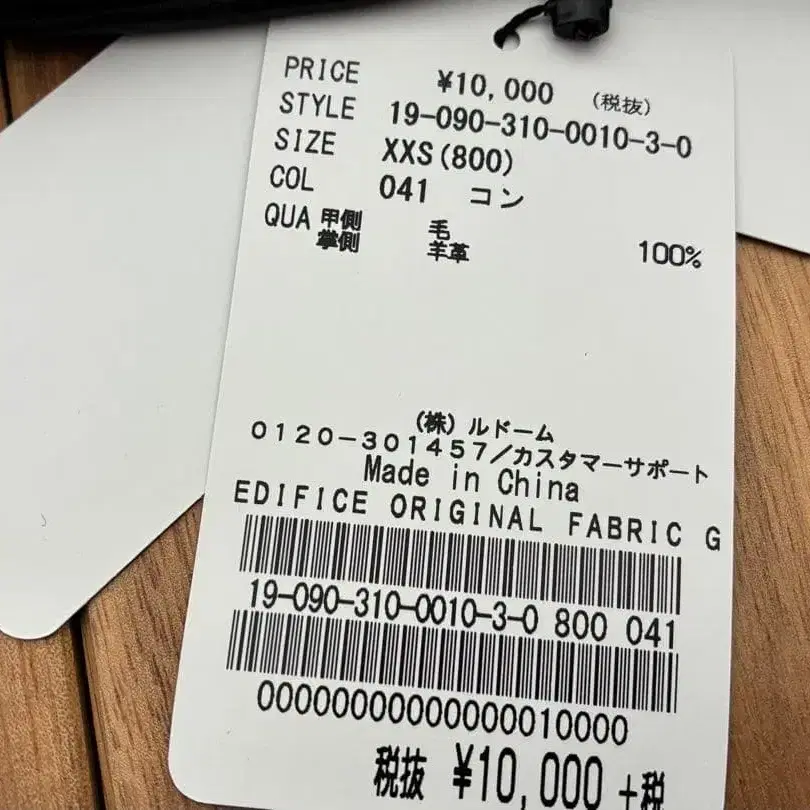 PRICE ¥10,000 (税抜)
STYLE 19-090-310-0010-3-0
SIZE XXS(800)
COL 041 コン
QUA 甲側 毛 100%
掌側 羊革
(株)ルドーム
0120-301457/カスタマーサポート
Made in China
EDIFICE ORIGINAL FABRIC G
19-090-310-0010-3-0 800 041
00000000000000010000
税抜 ¥10,000 +税